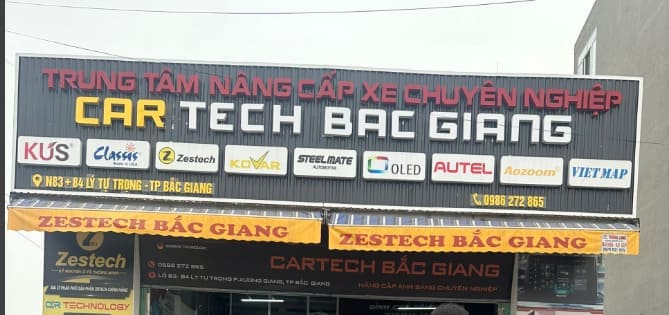 TRUNG TÂM NÂNG CẤP XE CHUYÊN NGHIỆP
CAR TECH BAC GIANG
KU'S Classis Zestech KOVAR STEELMATE AUTOMOTIVE OLED AUTEL Aozoom VIETMAP
N83 + 84 LÝ TỰ TRỌNG - TP BẮC GIANG 0986 272 865
ZESTECH BẮC GIANG ZESTECH BẮC GIANG
Zestech
CAR TECHNOLOGY
0986 272 865
CARTECH BẮC GIANG
LÔ 83- 84 LÝ TỰ TRỌNG P.XƯƠNG GIANG, TP BẮC GIANG
NÂNG CẤP ÁNH SÁNG CHUYÊN NGHIỆP